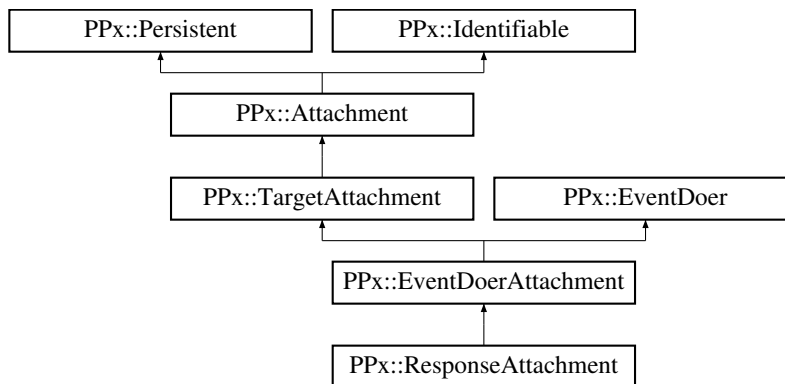 PPx::Persistent
PPx::Identifiable
PPx::Attachment
PPx::TargetAttachment
PPx::EventDoer
PPx::EventDoerAttachment
PPx::ResponseAttachment